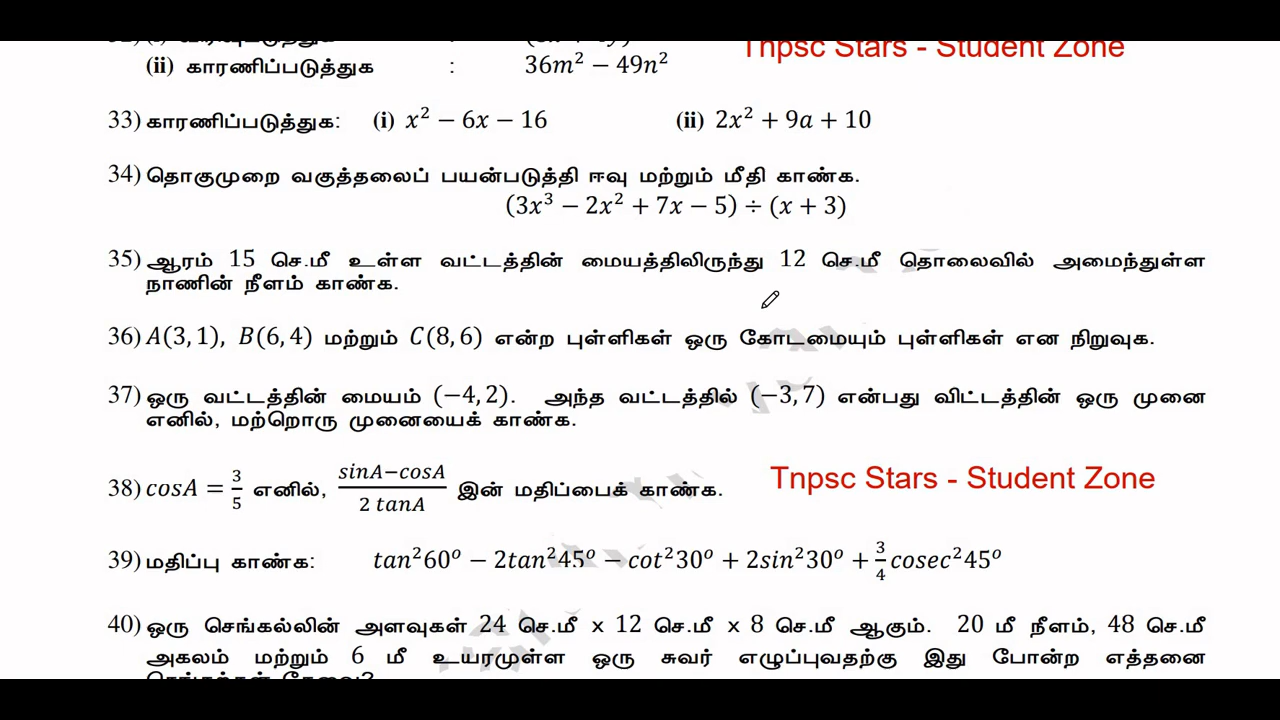 Tnpsc Stars - Student Zone
(ii) காரணிப்படுத்துக : 36m² − 49n²
33) காரணிப்படுத்துக: (i) x² − 6x − 16 (ii) 2x² + 9a + 10
34) தொகுமுறை வகுத்தலைப் பயன்படுத்தி ஈவு மற்றும் மீதி காண்க.
(3x³ − 2x² + 7x − 5) ÷ (x + 3)
35) ஆரம் 15 செ.மீ உள்ள வட்டத்தின் மையத்திலிருந்து 12 செ.மீ தொலைவில் அமைந்துள்ள
நாணின் நீளம் காண்க.
36) A(3, 1), B(6, 4) மற்றும் C(8, 6) என்ற புள்ளிகள் ஒரு கோடமையும் புள்ளிகள் என நிறுவுக.
37) ஒரு வட்டத்தின் மையம் (−4, 2). அந்த வட்டத்தில் (−3, 7) என்பது விட்டத்தின் ஒரு முனை
எனில், மற்றொரு முனையைக் காண்க.
38) cosA = 3/5 எனில், (sinA−cosA)/(2 tanA) இன் மதிப்பைக் காண்க.
Tnpsc Stars - Student Zone
39) மதிப்பு காண்க: tan²60° − 2tan²45° − cot²30° + 2sin²30° + 3/4 cosec²45°
40) ஒரு செங்கல்லின் அளவுகள் 24 செ.மீ x 12 செ.மீ x 8 செ.மீ ஆகும். 20 மீ நீளம், 48 செ.மீ
அகலம் மற்றும் 6 மீ உயரமுள்ள ஒரு சுவர் எழுப்புவதற்கு இது போன்ற எத்தனை